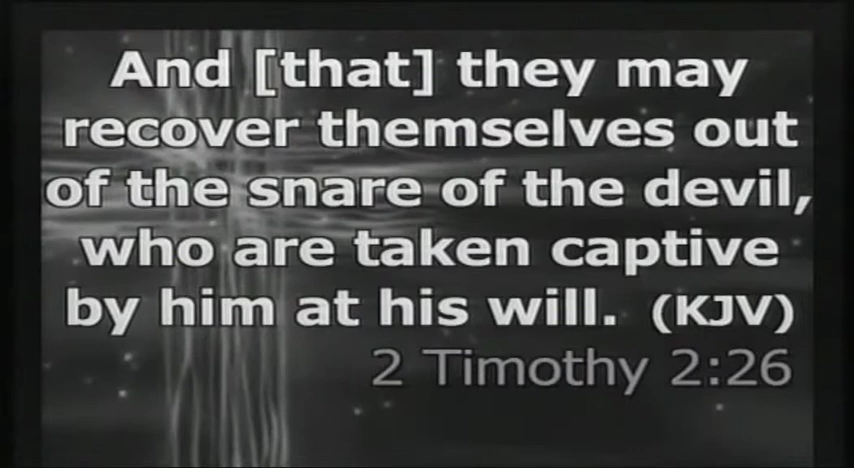 And [that] they may
recover themselves out
of the snare of the devil,
who are taken captive
by him at his will. (KJV)
2 Timothy 2:26